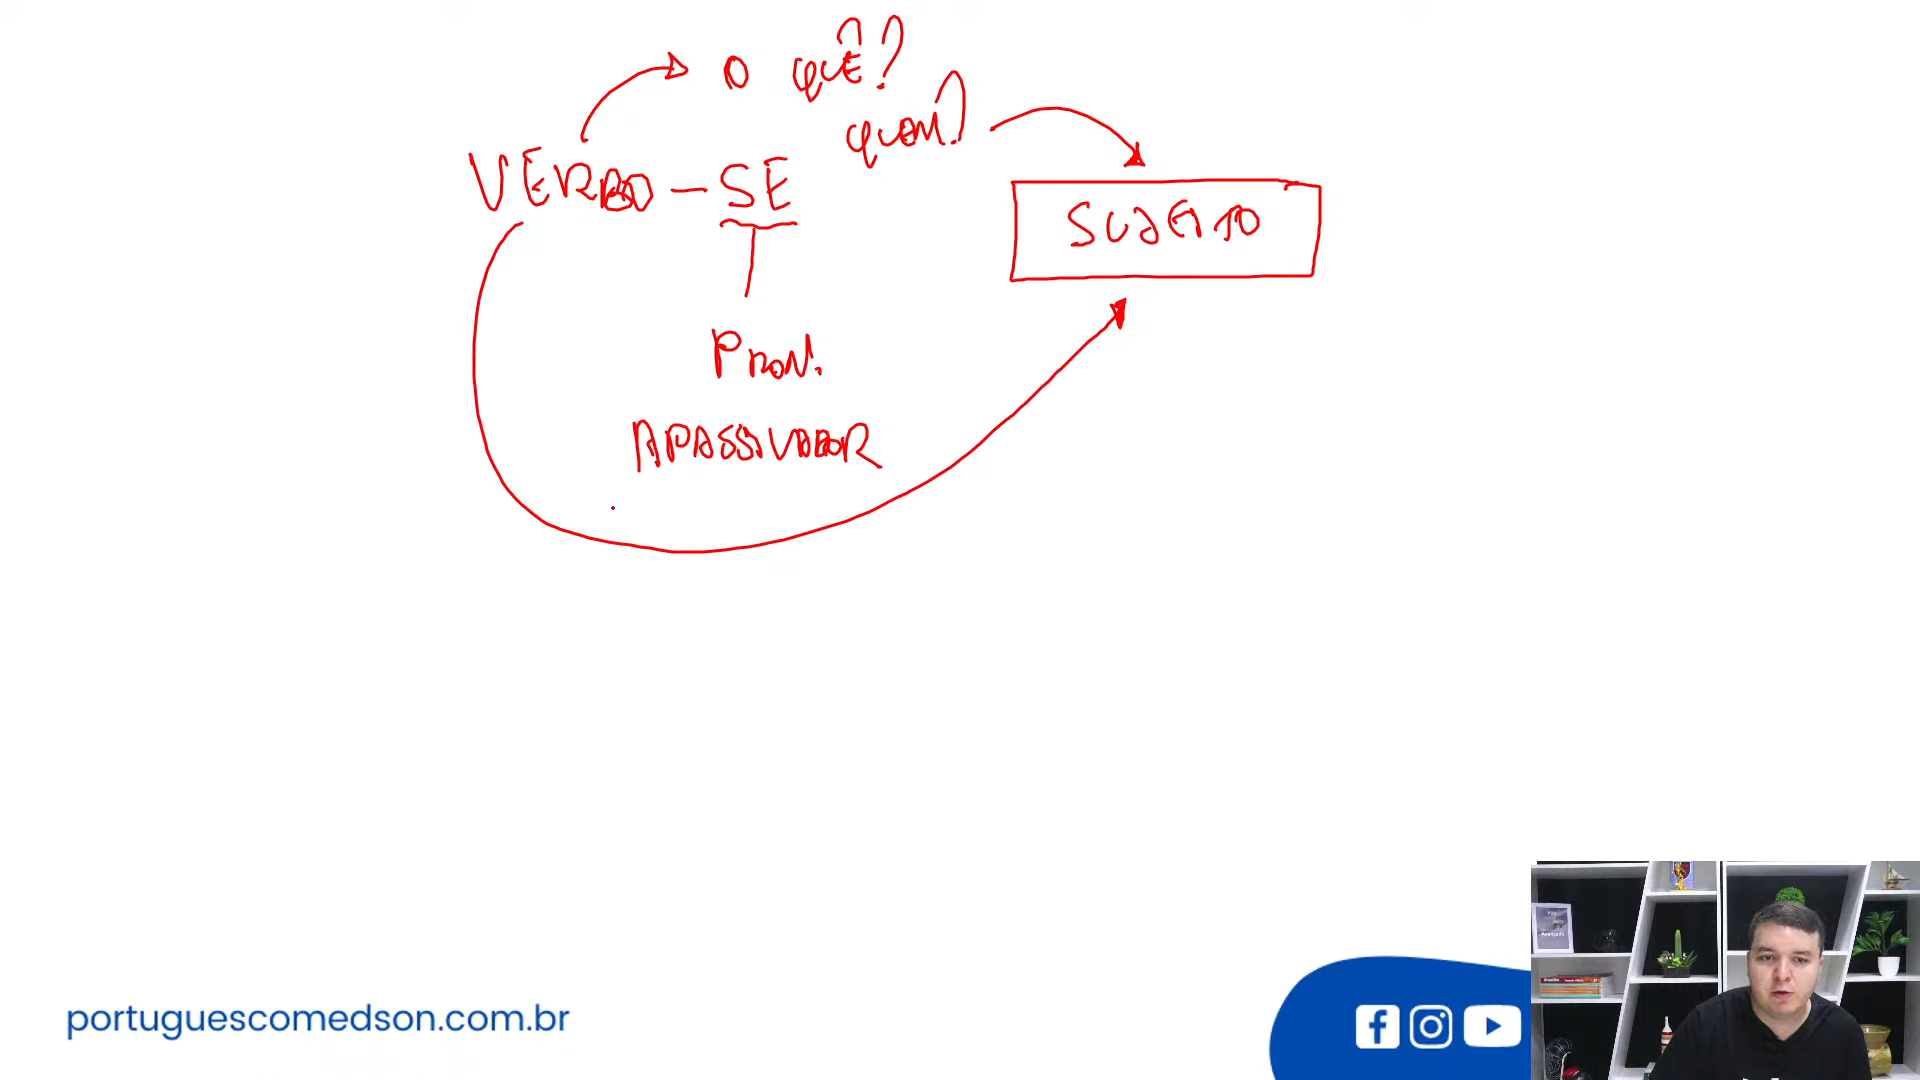 O QUÊ?
QUEM?
VERBO - SE
SUJEITO
PRON.
APASSIVADOR
portuguescomedson.com.br